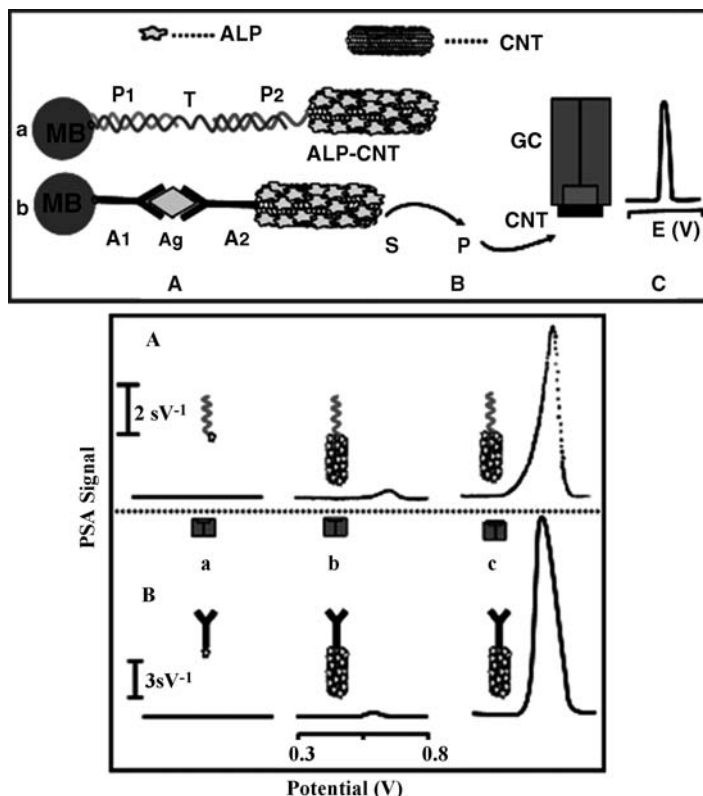 ALP CNT
P1 T P2
a MB ALP-CNT GC
b MB CNT E (V)
A1 Ag A2 S P
A B C
A
2 sV-1
PSA Signal
a b c
B
3sV-1
0.3 0.8
Potential (V)